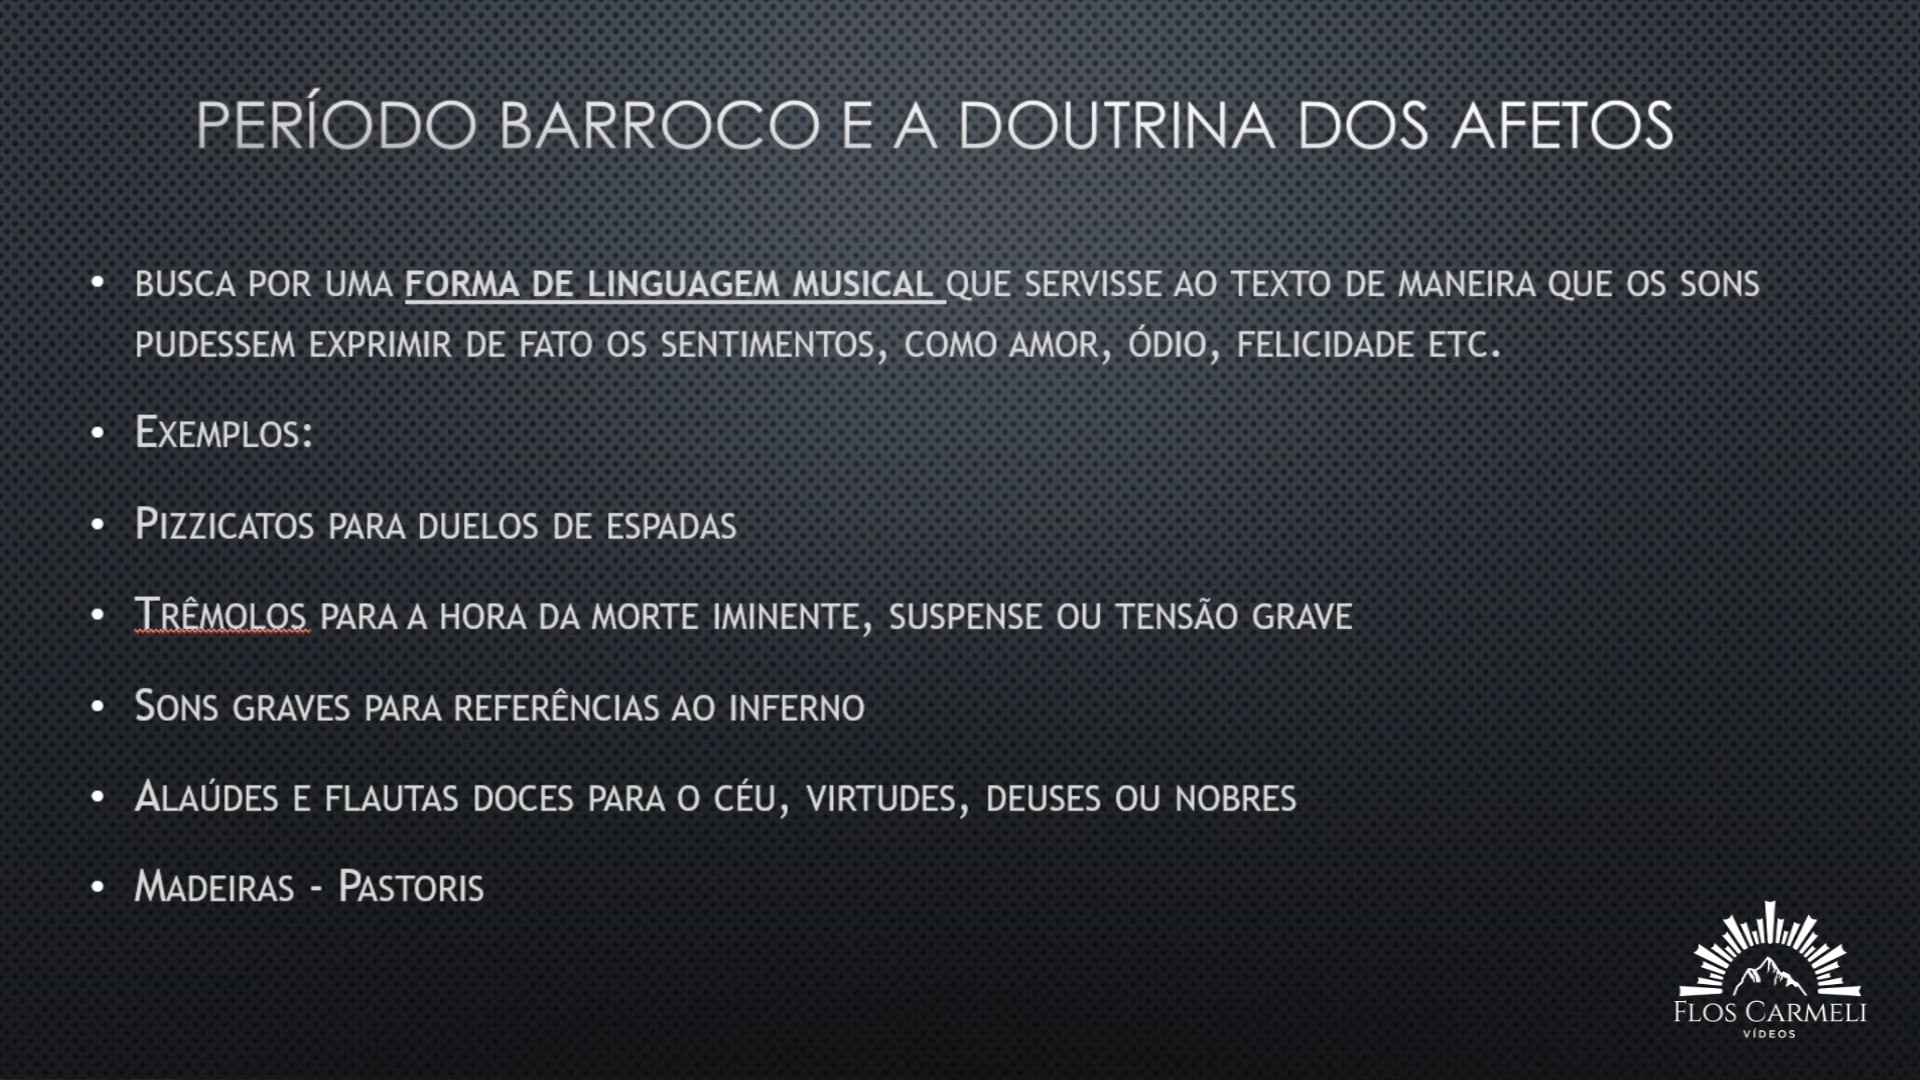 PERÍODO BARROCO E A DOUTRINA DOS AFETOS
• BUSCA POR UMA FORMA DE LINGUAGEM MUSICAL QUE SERVISSE AO TEXTO DE MANEIRA QUE OS SONS
PUDESSEM EXPRIMIR DE FATO OS SENTIMENTOS, COMO AMOR, ÓDIO, FELICIDADE ETC.
• EXEMPLOS:
• PIZZICATOS PARA DUELOS DE ESPADAS
• TRÊMOLOS PARA A HORA DA MORTE IMINENTE, SUSPENSE OU TENSÃO GRAVE
• SONS GRAVES PARA REFERÊNCIAS AO INFERNO
• ALAÚDES E FLAUTAS DOCES PARA O CÉU, VIRTUDES, DEUSES OU NOBRES
• MADEIRAS - PASTORIS
FLOS CARMELI
VÍDEOS